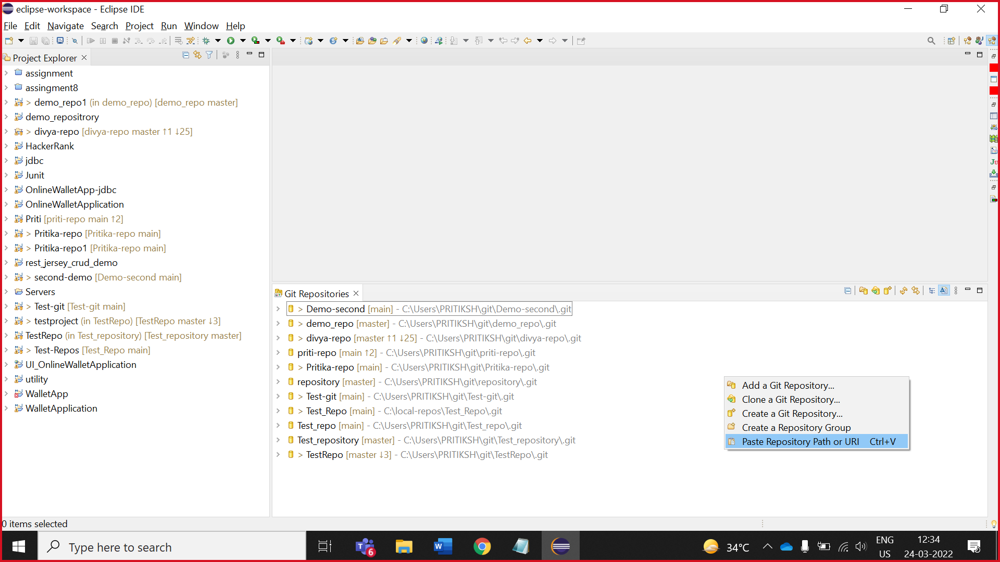 eclipse-workspace - Eclipse IDE
File Edit Navigate Search Project Run Window Help
Project Explorer
assignment
assingment8
> demo_repo1 (in demo_repo) [demo_repo master]
demo_repositrory
> divya-repo [divya-repo master ↑1 ↓25]
HackerRank
jdbc
Junit
OnlineWalletApp-jdbc
OnlineWalletApplication
Priti [priti-repo main ↑2]
> Pritika-repo [Pritika-repo main]
> Pritika-repo1 [Pritika-repo main]
rest_jersey_crud_demo
> second-demo [Demo-second main]
Servers
> Test-git [Test-git main]
> testproject (in TestRepo) [TestRepo master ↓3]
TestRepo (in Test_repository) [Test_repository master]
> Test-Repos [Test_Repo main]
UI_OnlineWalletApplication
utility
WalletApp
WalletApplication
Git Repositories
> Demo-second [main] - C:\Users\PRITIKSH\git\Demo-second\.git
> demo_repo [master] - C:\Users\PRITIKSH\git\demo_repo\.git
> divya-repo [master ↑1 ↓25] - C:\Users\PRITIKSH\git\divya-repo\.git
priti-repo [main ↑2] - C:\Users\PRITIKSH\git\priti-repo\.git
> Pritika-repo [main] - C:\Users\PRITIKSH\git\Pritika-repo\.git
repository [master] - C:\Users\PRITIKSH\git\repository\.git
> Test-git [main] - C:\Users\PRITIKSH\git\Test-git\.git
> Test_Repo [main] - C:\local-repos\Test_Repo\.git
Test_repo [main] - C:\Users\PRITIKSH\git\Test_repo\.git
Test_repository [master] - C:\Users\PRITIKSH\git\Test_repository\.git
> TestRepo [master ↓3] - C:\Users\PRITIKSH\git\TestRepo\.git
Add a Git Repository...
Clone a Git Repository...
Create a Git Repository...
Create a Repository Group
Paste Repository Path or URI Ctrl+V
0 items selected
Type here to search
6
34°C
ENG
US
12:34
24-03-2022